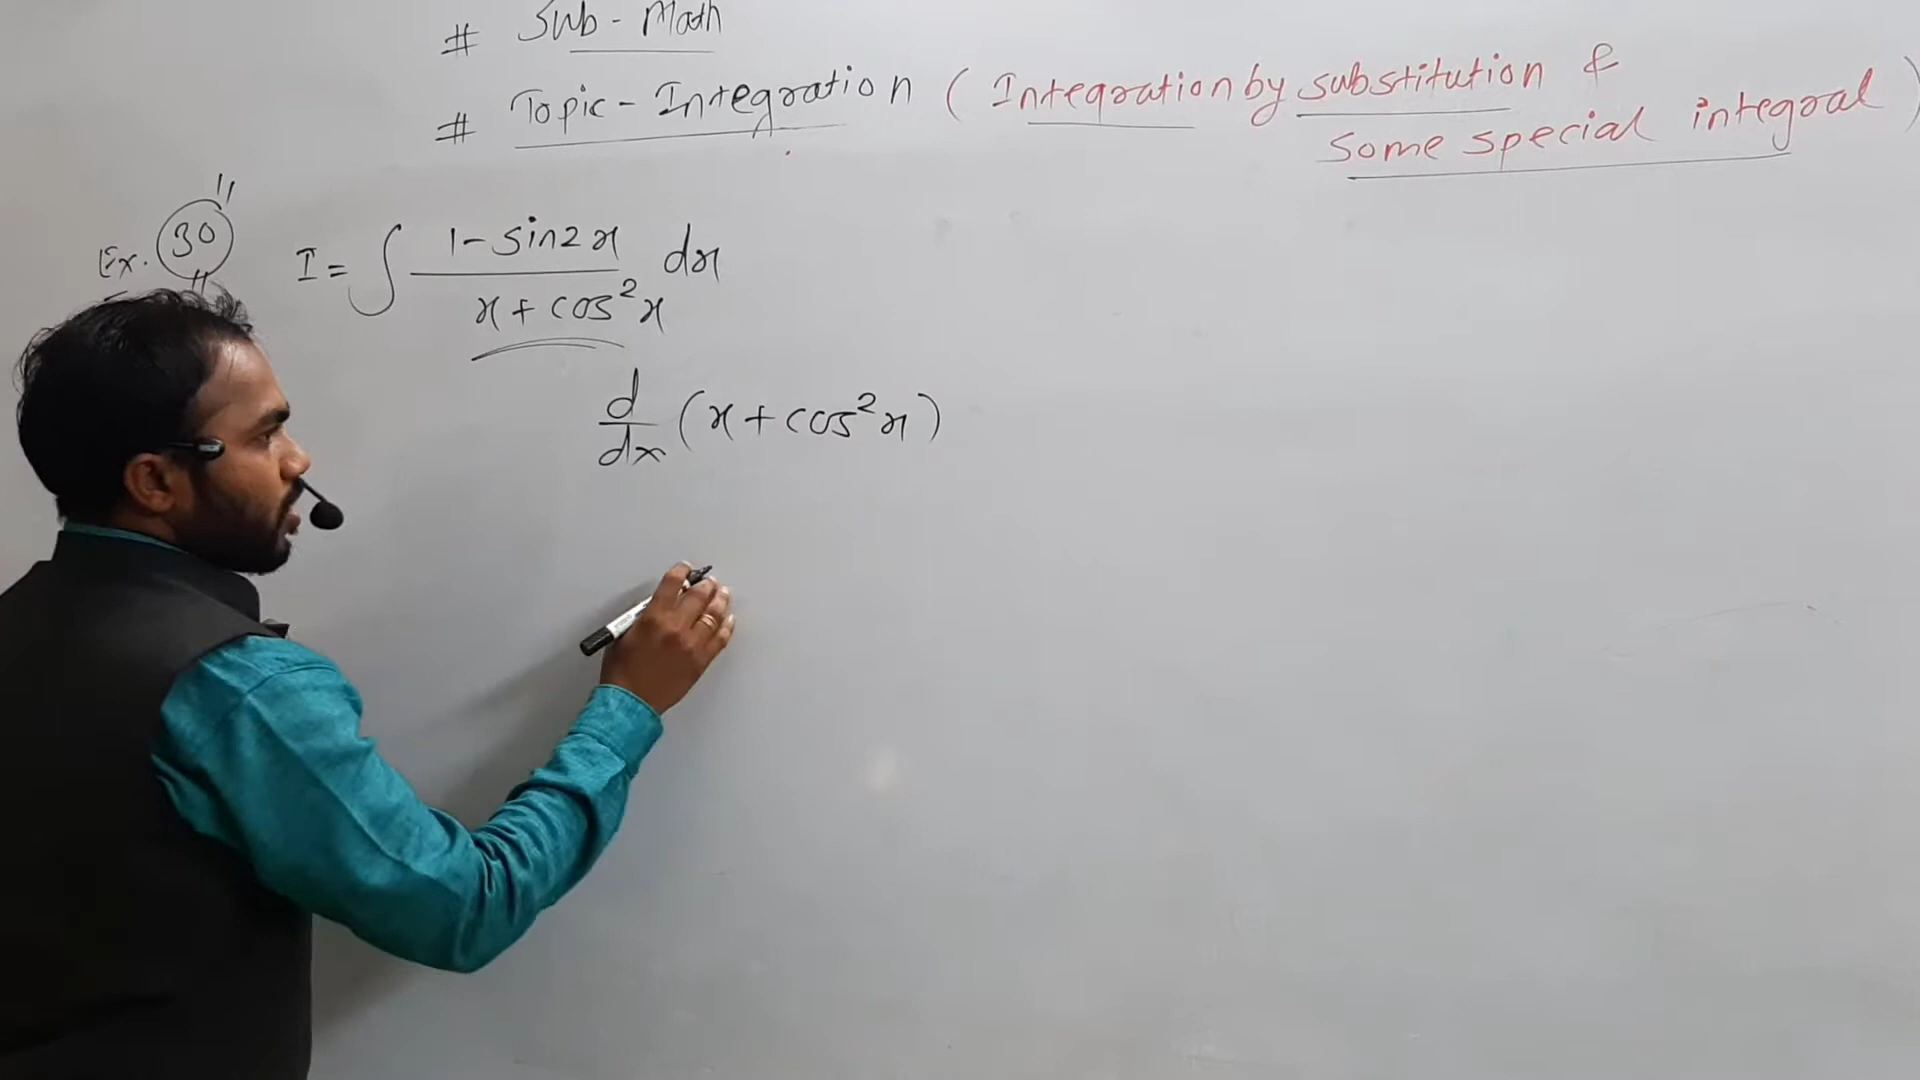 # Sub - Math
# Topic - Integration (Integration by substitution &
some special integral)
Ex. 30 I = ∫ (1 - sin2x)/(x + cos²x) dx
d/dx (x + cos²x)